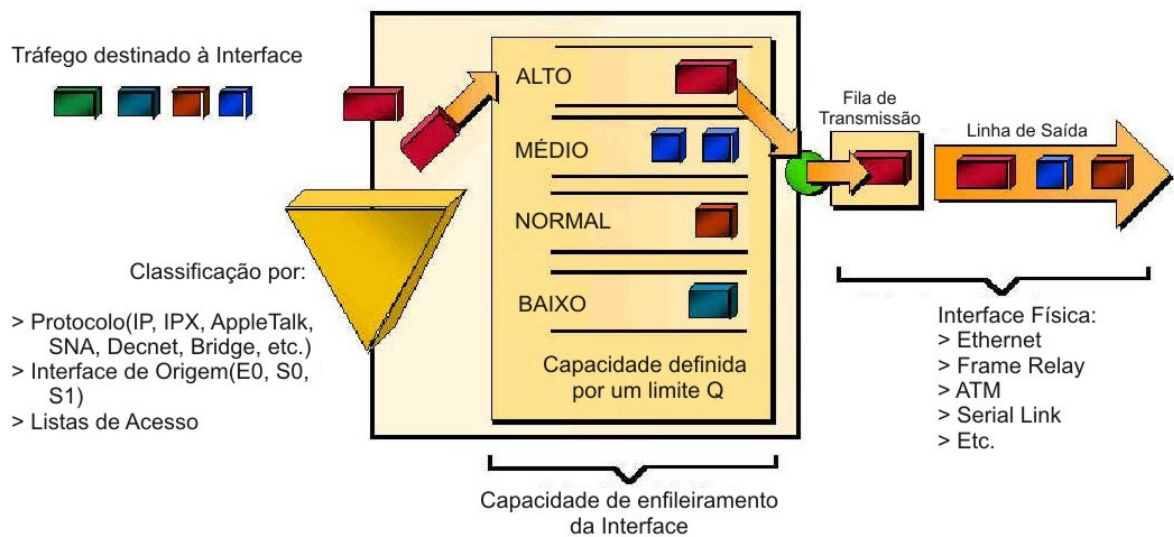 Tráfego destinado à Interface
ALTO
MÉDIO
NORMAL
BAIXO
Capacidade definida
por um limite Q
Classificação por:
> Protocolo(IP, IPX, AppleTalk,
SNA, Decnet, Bridge, etc.)
> Interface de Origem(E0, S0,
S1)
> Listas de Acesso
Capacidade de enfileiramento
da Interface
Fila de
Transmissão
Linha de Saída
Interface Física:
> Ethernet
> Frame Relay
> ATM
> Serial Link
> Etc.